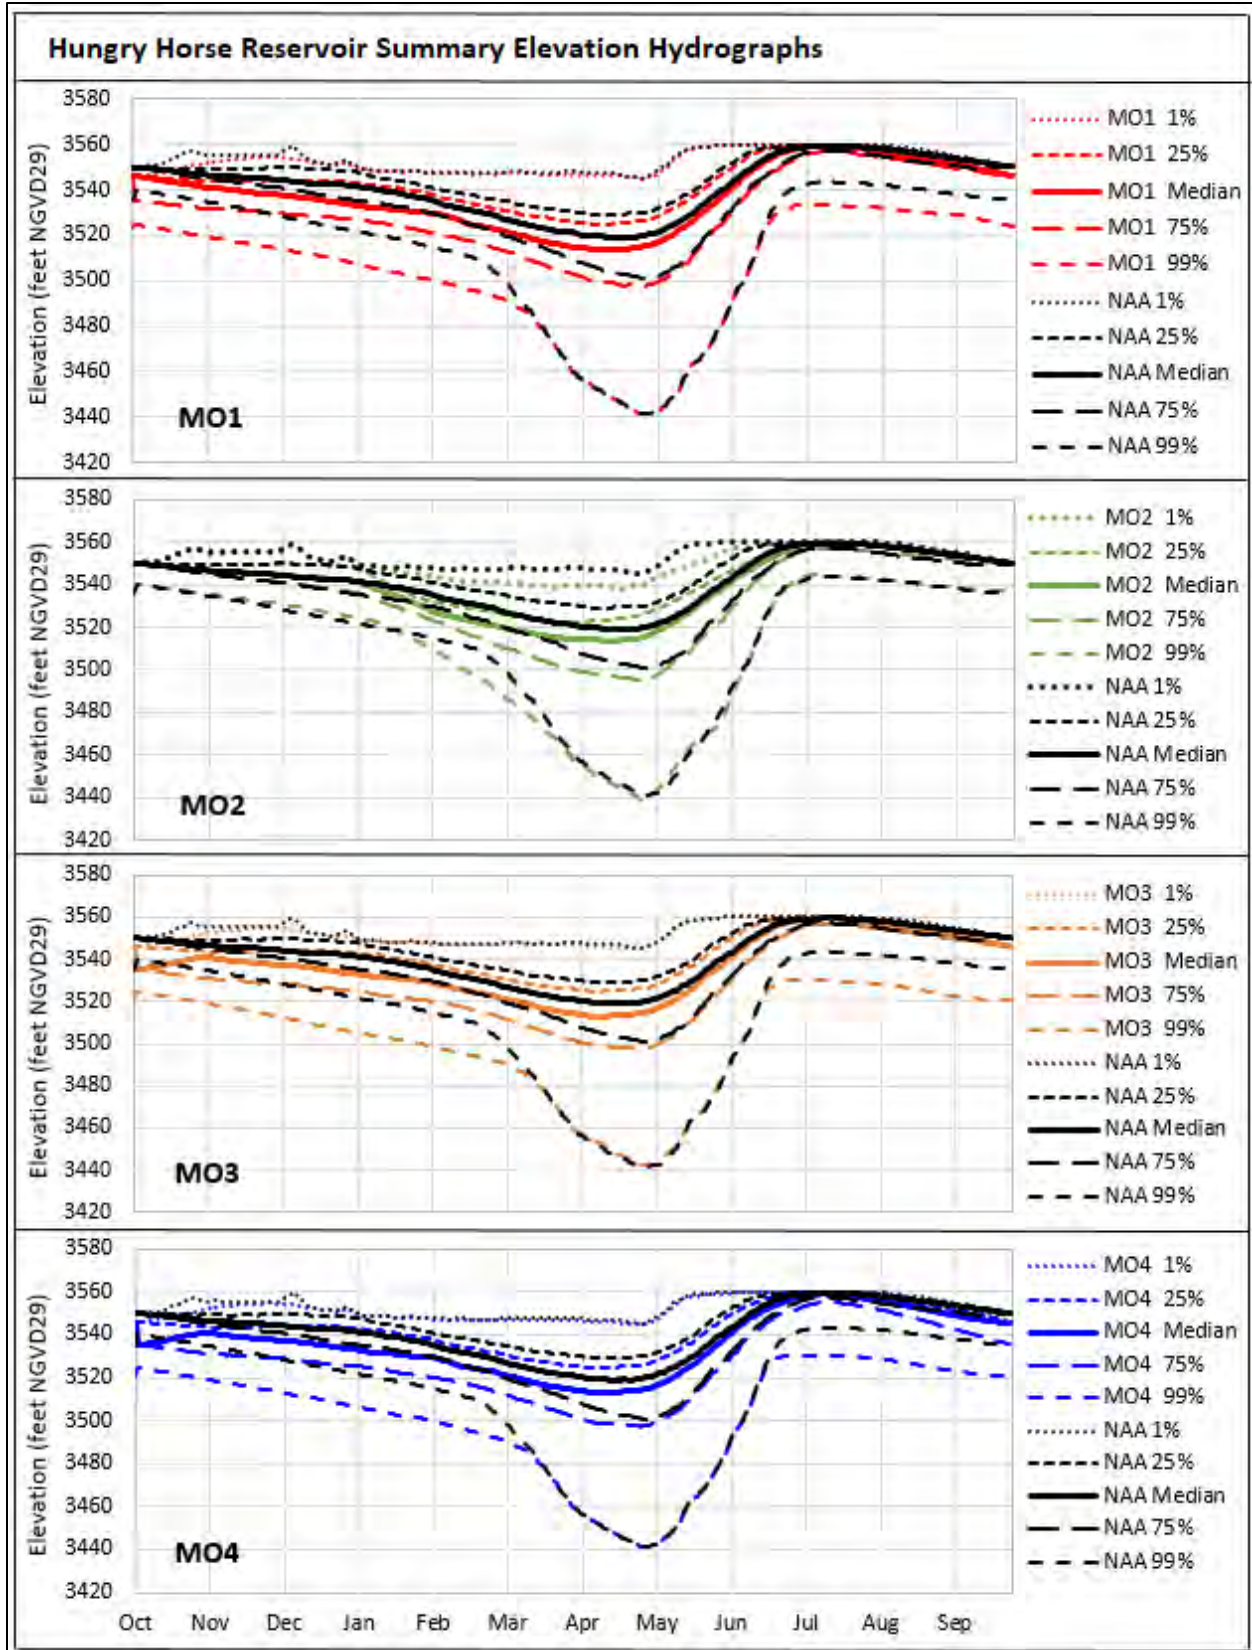 Hungry Horse Reservoir Summary Elevation Hydrographs
Elevation (feet NGVD29)
3580
3560
3540
3520
3500
3480
3460
3440
3420
MO1
MO1 1%
MO1 25%
MO1 Median
MO1 75%
MO1 99%
NAA 1%
NAA 25%
NAA Median
NAA 75%
NAA 99%
Elevation (feet NGVD29)
3580
3560
3540
3520
3500
3480
3460
3440
3420
MO2
MO2 1%
MO2 25%
MO2 Median
MO2 75%
MO2 99%
NAA 1%
NAA 25%
NAA Median
NAA 75%
NAA 99%
Elevation (feet NGVD29)
3580
3560
3540
3520
3500
3480
3460
3440
3420
MO3
MO3 1%
MO3 25%
MO3 Median
MO3 75%
MO3 99%
NAA 1%
NAA 25%
NAA Median
NAA 75%
NAA 99%
Elevation (feet NGVD29)
3580
3560
3540
3520
3500
3480
3460
3440
3420
MO4
MO4 1%
MO4 25%
MO4 Median
MO4 75%
MO4 99%
NAA 1%
NAA 25%
NAA Median
NAA 75%
NAA 99%
Oct Nov Dec Jan Feb Mar Apr May Jun Jul Aug Sep